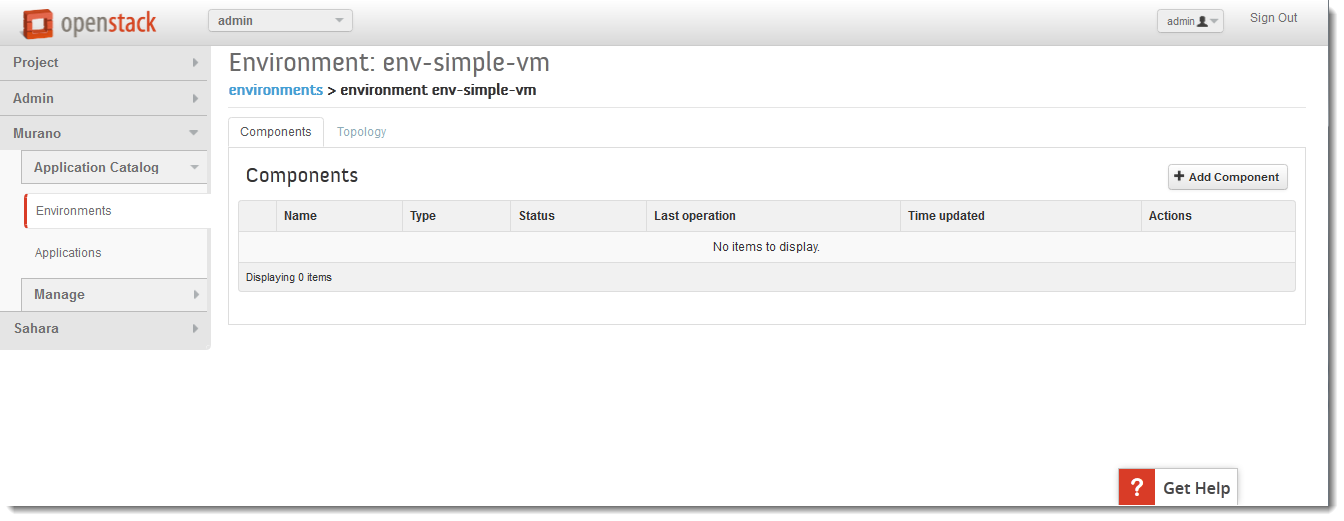 openstack
admin
admin
Sign Out
Project
Admin
Murano
Application Catalog
Environments
Applications
Manage
Sahara
Environment: env-simple-vm
environments > environment env-simple-vm
Components Topology
Components
+ Add Component
Name Type Status Last operation Time updated Actions
No items to display.
Displaying 0 items
? Get Help